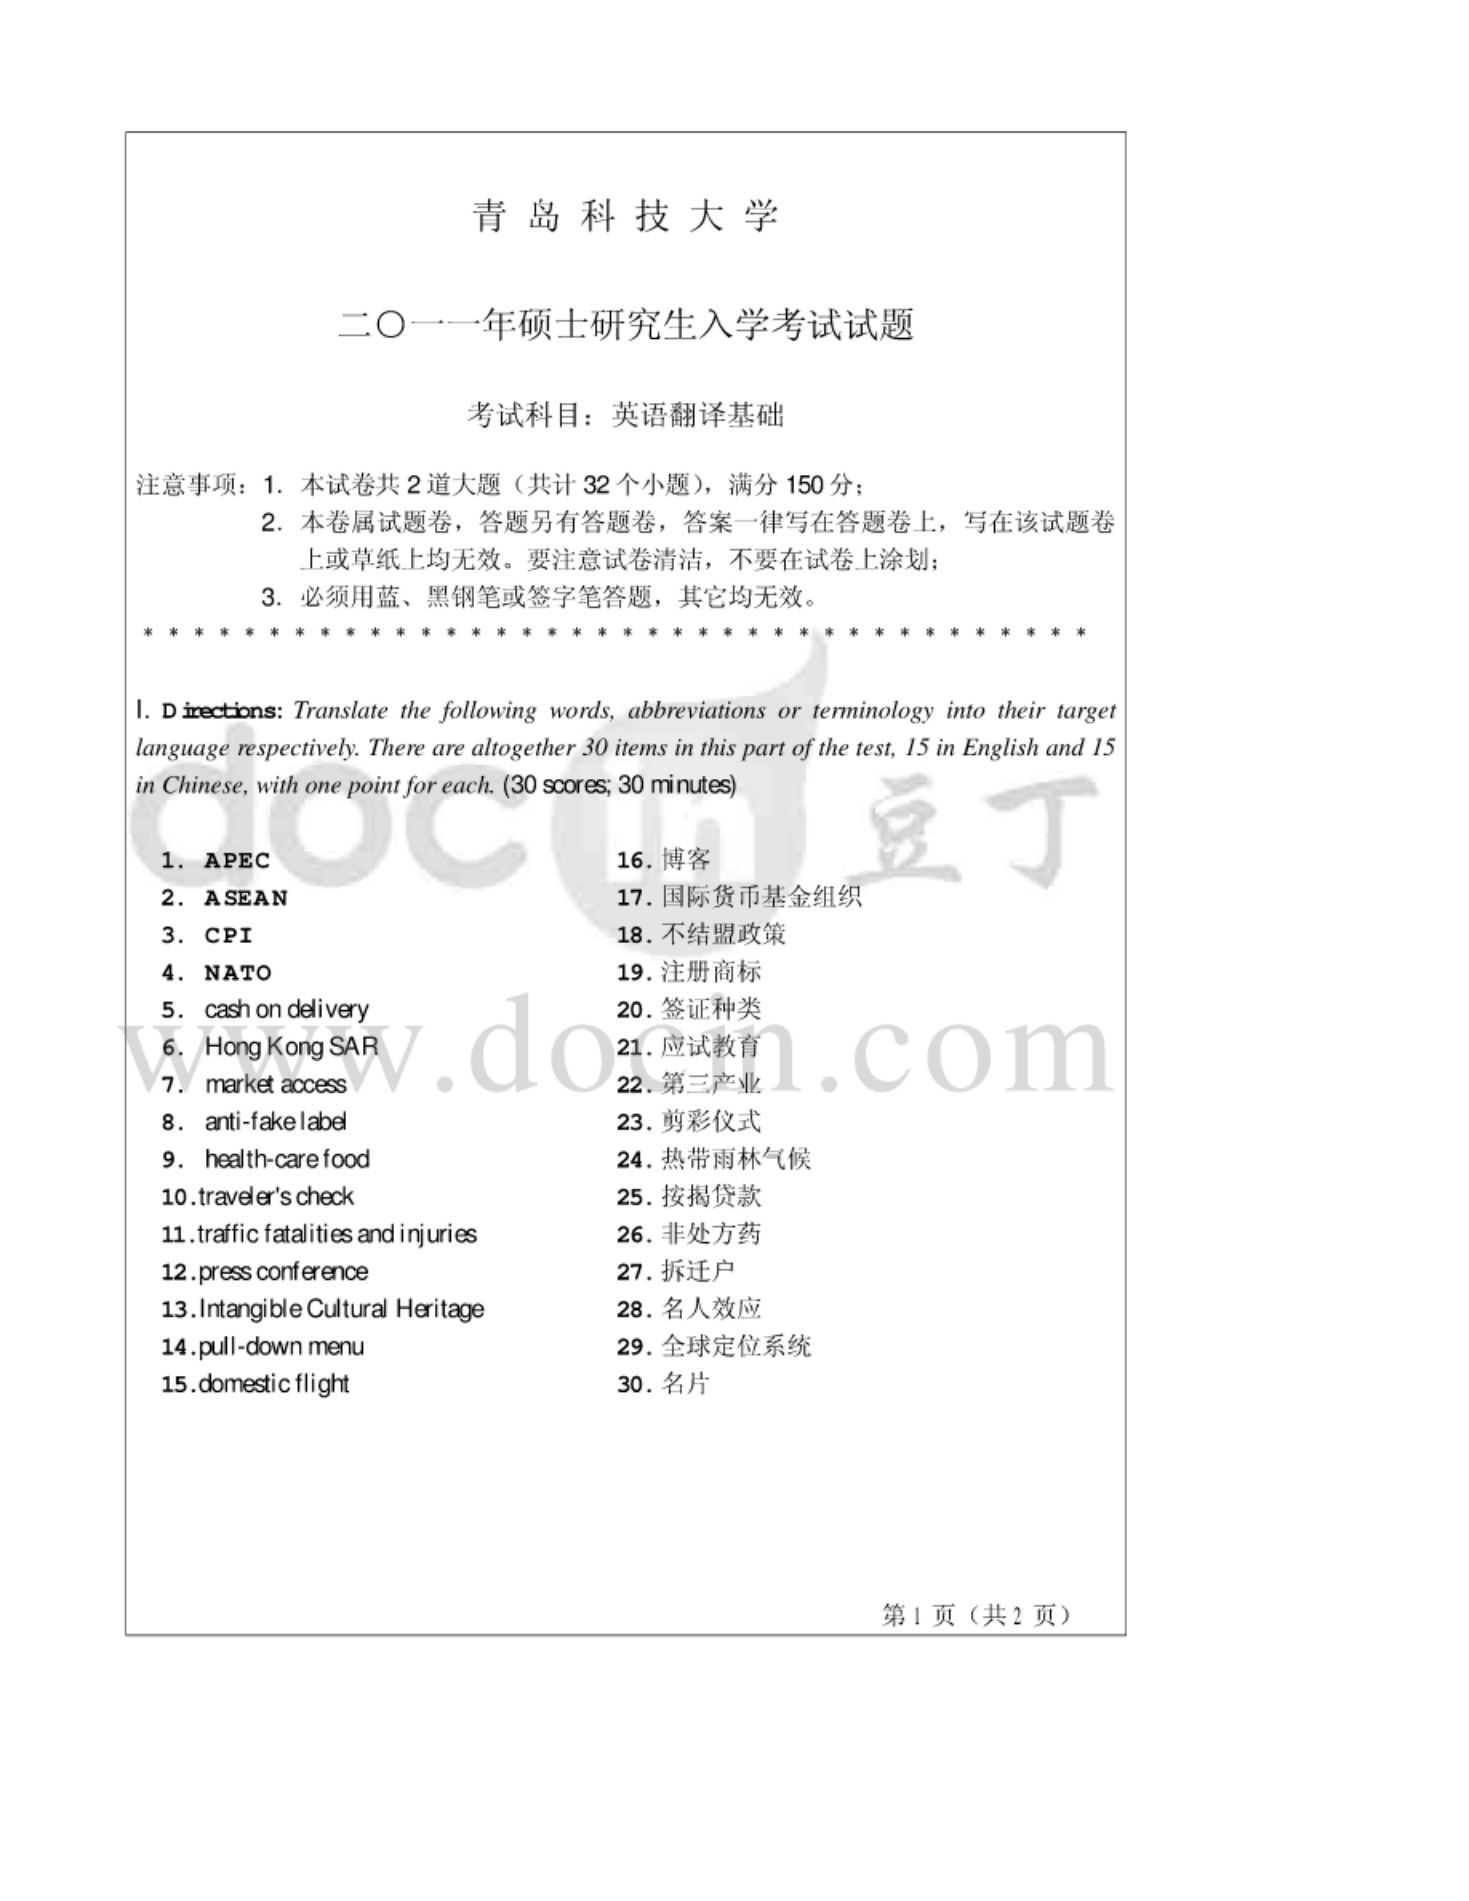 青岛科技大学
二〇一一年硕士研究生入学考试试题
考试科目：英语翻译基础
注意事项：1. 本试卷共 2 道大题（共计 32 个小题），满分 150 分；
2. 本卷属试题卷，答题另有答题卷，答案一律写在答题卷上，写在该试题卷
上或草纸上均无效。要注意试卷清洁，不要在试卷上涂划；
3. 必须用蓝、黑钢笔或签字笔答题，其它均无效。
* * * * * * * * * * * * * * * * * * * * * * * * * * * * * * * * * * * * * *
I. Directions: Translate the following words, abbreviations or terminology into their target
language respectively. There are altogether 30 items in this part of the test, 15 in English and 15
in Chinese, with one point for each. (30 scores; 30 minutes)
doc in 豆丁
www.docin.com
1. APEC
2. ASEAN
3. CPI
4. NATO
5. cash on delivery
6. Hong Kong SAR
7. market access
8. anti-fake label
9. health-care food
10.traveler's check
11.traffic fatalities and injuries
12.press conference
13.Intangible Cultural Heritage
14.pull-down menu
15.domestic flight
16. 博客
17. 国际货币基金组织
18. 不结盟政策
19. 注册商标
20. 签证种类
21. 应试教育
22. 第三产业
23. 剪彩仪式
24. 热带雨林气候
25. 按揭贷款
26. 非处方药
27. 拆迁户
28. 名人效应
29. 全球定位系统
30. 名片
第 1 页（共 2 页）